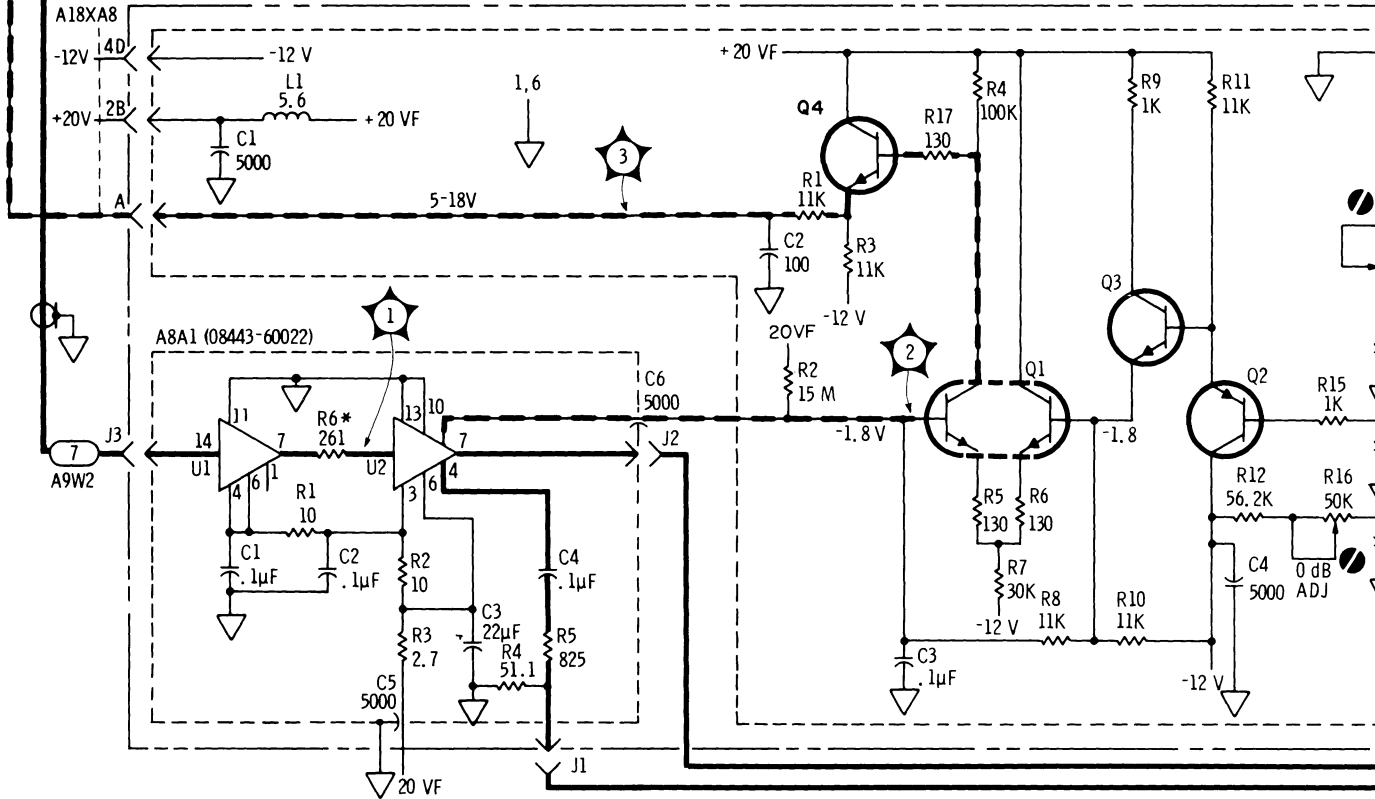 A18XA8
-12V
4D
-12 V
+20V
2B
L1
5.6
+20 VF
C1
5000
1,6
3
A
5-18V
+20 VF
Q4
R17
130
R4
100K
R9
1K
R11
11K
R1
11K
C2
100
R3
11K
-12 V
Q3
A8A1 (08443-60022)
1
20VF
R2
15 M
2
Q1
Q2
R15
1K
C6
5000
-1.8 V
-1.8
J3
7
A9W2
14
U1
J1
7
4
6
1
R6*
261
U2
13
10
7
4
6
3
J2
R1
10
C1
.1µF
C2
.1µF
R2
10
C4
.1µF
R5
130
R6
130
R7
30K
-12 V
R8
11K
R10
11K
R12
56.2K
R16
50K
0 dB
ADJ
C4
5000
R3
2.7
C3
22µF
R4
51.1
R5
825
C3
.1µF
-12 V
C5
5000
20 VF
J1